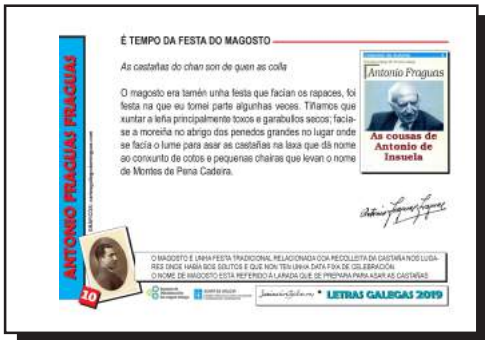 É TEMPO DA FESTA DO MAGOSTO
As castañas do chan son de quen as colla
O magosto era tamén unha festa que facían os rapaces, foi
festa na que eu tomei parte algunhas veces. Tiñamos que
xuntar a leña principalmente toxos e garabullos secos; facía-
se a moreiña no abrigo dos penedos grandes no lugar onde
se facía o lume para asar as castañas na laxa que dá nome
ao conxunto de cotos e pequenas chairas que levan o nome
de Montes de Pena Cadeira.
Antonio Fraguas
As cousas de
Antonio de
Insuela
ANTONIO FRAGUAS FRAGUAS
10
O MAGOSTO É UNHA FESTA TRADICIONAL RELACIONADA COA RECOLLEITA DA CASTAÑA NOS LUGA-
RES ONDE HABÍA BOS SOUTOS E QUE NON TEN UNHA DATA FIXA DE CELEBRACIÓN.
O NOME DE MAGOSTO ESTÁ REFERIDO Á LARADA QUE SE PREPARA PARA ASAR AS CASTAÑAS
XUNTA DE GALICIA
* LETRAS GALEGAS 2019